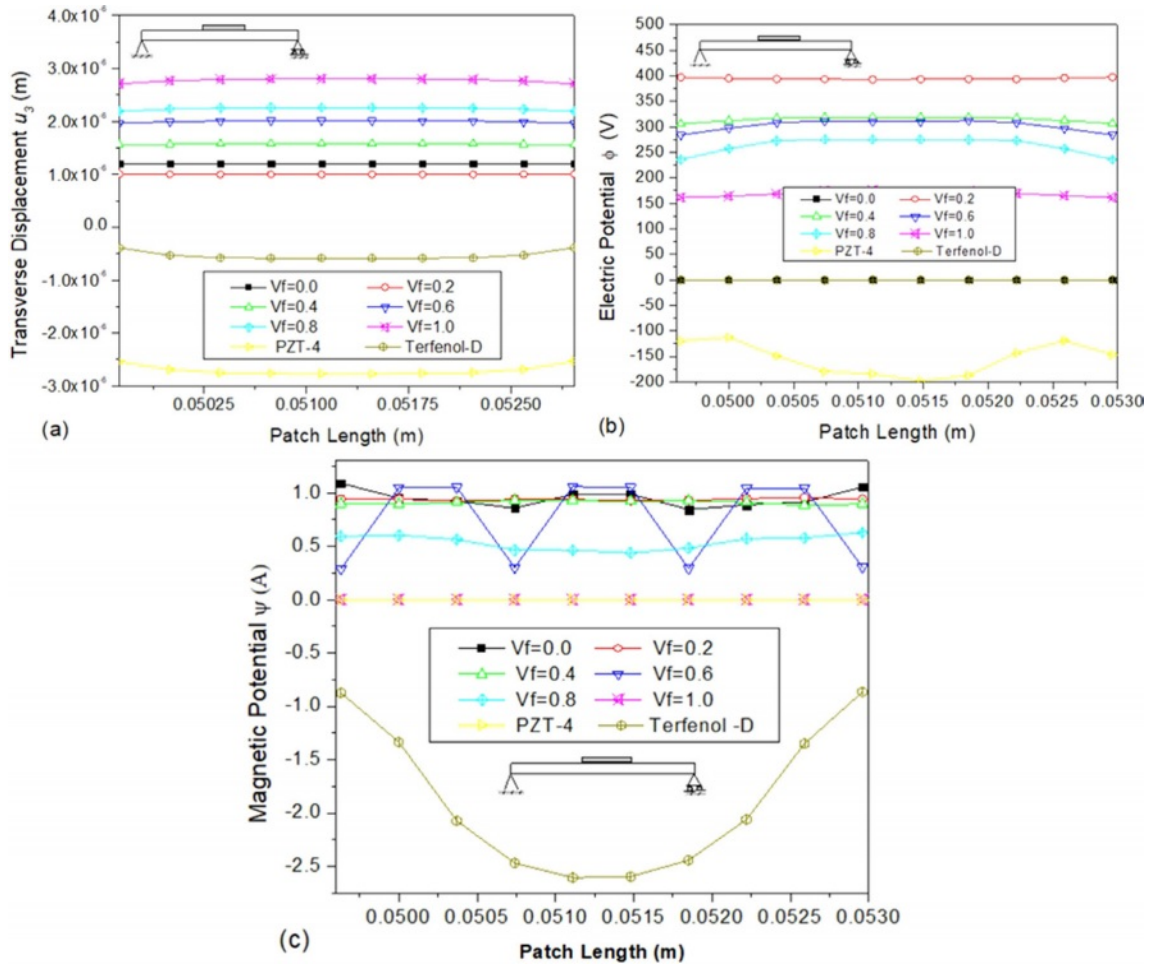 4.0x10⁻⁶
3.0x10⁻⁶
2.0x10⁻⁶
1.0x10⁻⁶
0.0
-1.0x10⁻⁶
-2.0x10⁻⁶
-3.0x10⁻⁶
Transverse Displacement u₃ (m)
Vf=0.0 Vf=0.2
Vf=0.4 Vf=0.6
Vf=0.8 Vf=1.0
PZT-4 Terfenol-D
0.05025 0.05100 0.05175 0.05250
(a) Patch Length (m)
500
450
400
350
300
250
200
150
100
50
0
-50
-100
-150
-200
Electric Potential ϕ (V)
Vf=0.0 Vf=0.2
Vf=0.4 Vf=0.6
Vf=0.8 Vf=1.0
PZT-4 Terfenol-D
0.0500 0.0505 0.0510 0.0515 0.0520 0.0525 0.0530
(b) Patch Length (m)
1.0
0.5
0.0
-0.5
-1.0
-1.5
-2.0
-2.5
Magnetic Potential ψ (A)
Vf=0.0 Vf=0.2
Vf=0.4 Vf=0.6
Vf=0.8 Vf=1.0
PZT-4 Terfenol -D
0.0500 0.0505 0.0510 0.0515 0.0520 0.0525 0.0530
(c) Patch Length (m)